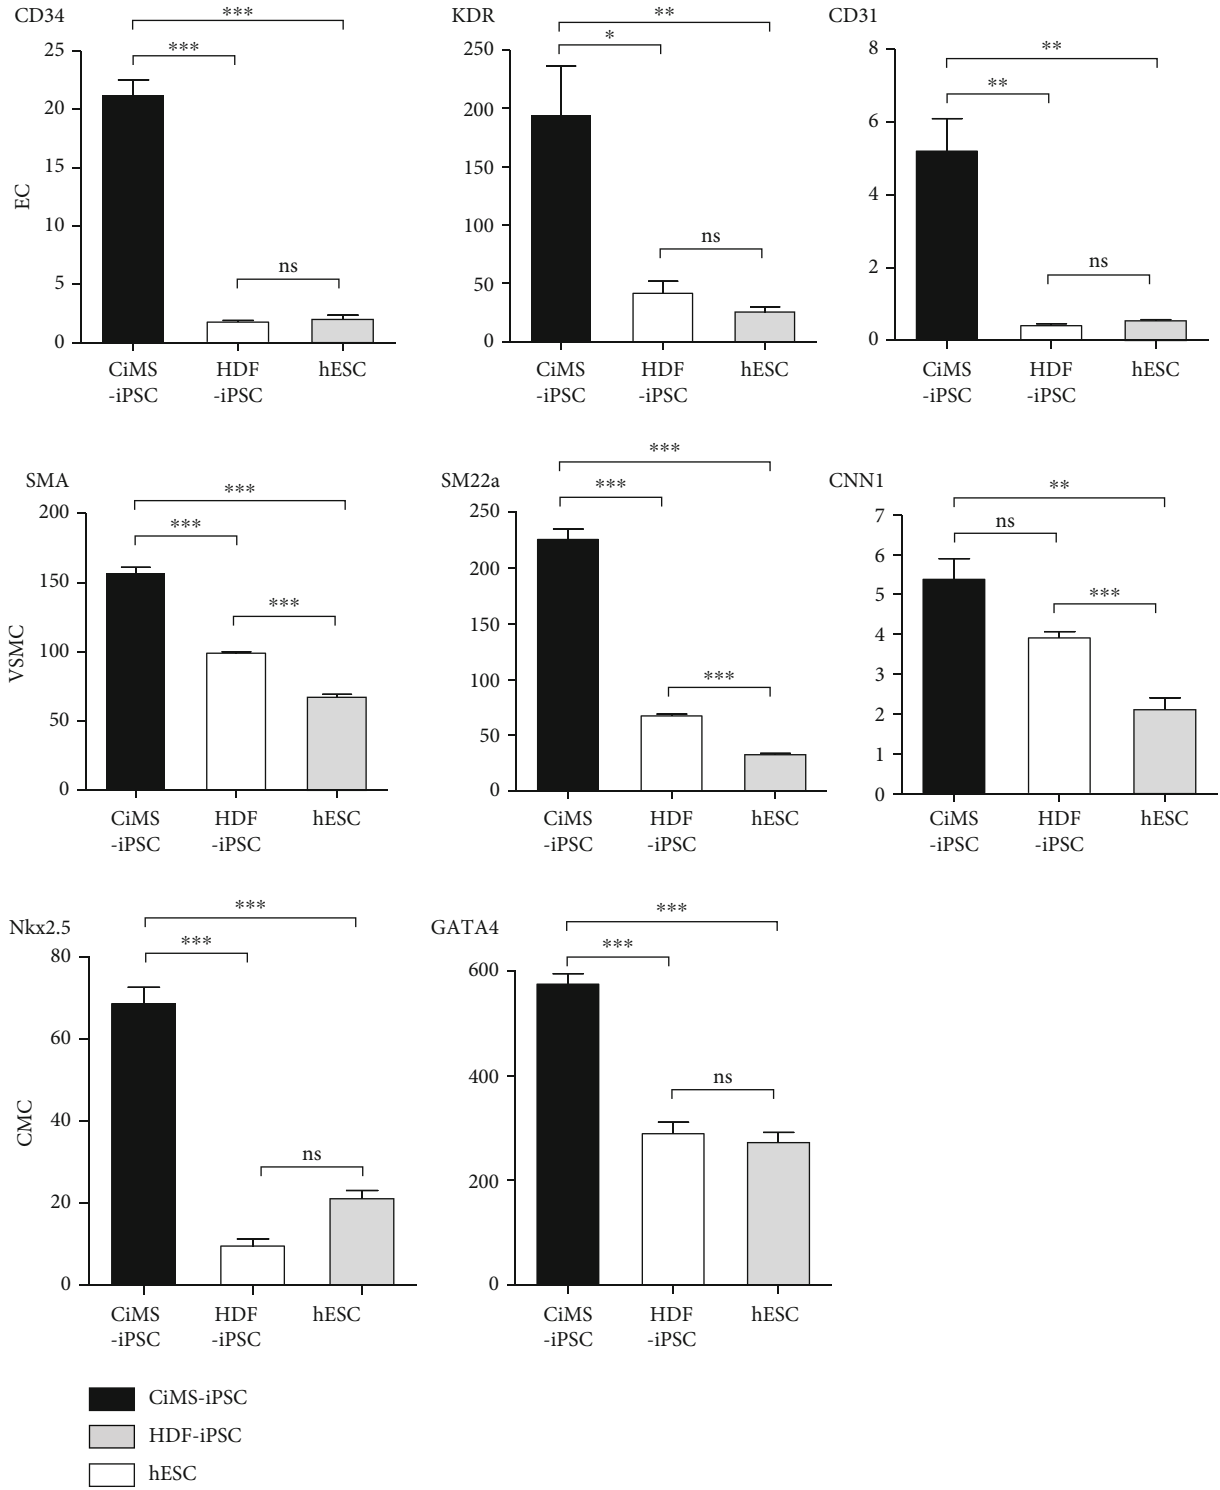 CD34
***
***
25
20
15
10
5
0
EC
ns
CiMS
-iPSC
HDF
-iPSC
hESC
KDR
**
*
250
200
150
100
50
0
ns
CiMS
-iPSC
HDF
-iPSC
hESC
CD31
**
**
8
6
4
2
0
ns
CiMS
-iPSC
HDF
-iPSC
hESC
SMA
***
***
***
200
150
100
50
0
VSMC
CiMS
-iPSC
HDF
-iPSC
hESC
SM22a
***
***
***
250
200
150
100
50
0
CiMS
-iPSC
HDF
-iPSC
hESC
CNN1
**
ns
***
7
6
5
4
3
2
1
0
CiMS
-iPSC
HDF
-iPSC
hESC
Nkx2.5
***
***
80
60
40
20
0
CMC
ns
CiMS
-iPSC
HDF
-iPSC
hESC
GATA4
***
***
600
400
200
0
ns
CiMS
-iPSC
HDF
-iPSC
hESC
CiMS-iPSC
HDF-iPSC
hESC